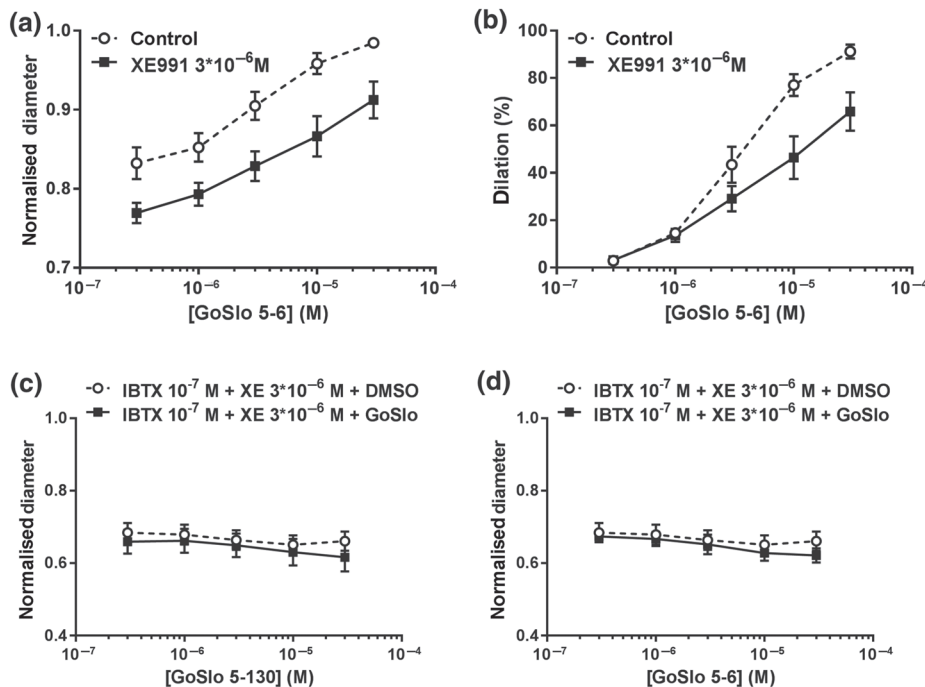 (a)
Control
XE991 3*10⁻⁶M
Normalised diameter
1.0
0.9
0.8
0.7
10⁻⁷
10⁻⁶
10⁻⁵
10⁻⁴
[GoSlo 5-6] (M)
(b)
Control
XE991 3*10⁻⁶M
Dilation (%)
100
80
60
40
20
0
10⁻⁷
10⁻⁶
10⁻⁵
10⁻⁴
[GoSlo 5-6] (M)
(c)
IBTX 10⁻⁷ M + XE 3*10⁻⁶ M + DMSO
IBTX 10⁻⁷ M + XE 3*10⁻⁶ M + GoSlo
Normalised diameter
1.0
0.8
0.6
0.4
10⁻⁷
10⁻⁶
10⁻⁵
10⁻⁴
[GoSlo 5-130] (M)
(d)
IBTX 10⁻⁷ M + XE 3*10⁻⁶ M + DMSO
IBTX 10⁻⁷ M + XE 3*10⁻⁶ M + GoSlo
Normalised diameter
1.0
0.8
0.6
0.4
10⁻⁷
10⁻⁶
10⁻⁵
10⁻⁴
[GoSlo 5-6] (M)